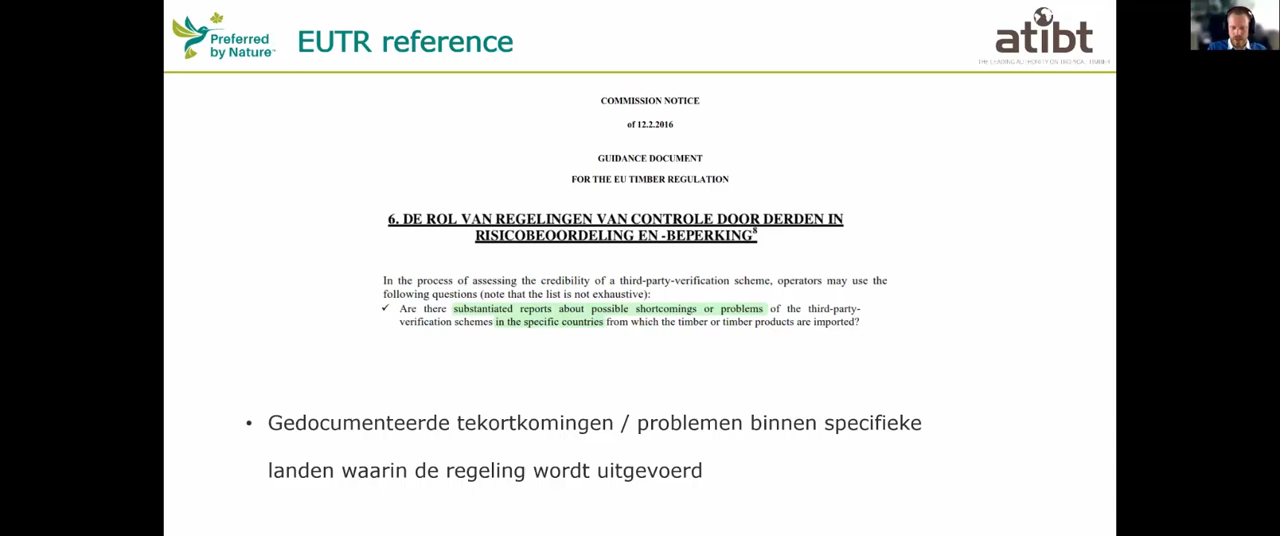 Preferred
by Nature™
EUTR reference
atibt
THE LEADING AUTHORITY ON TROPICAL TIMBER
COMMISSION NOTICE
of 12.2.2016
GUIDANCE DOCUMENT
FOR THE EU TIMBER REGULATION
6. DE ROL VAN REGELINGEN VAN CONTROLE DOOR DERDEN IN
RISICOBEOORDELING EN -BEPERKING8
In the process of assessing the credibility of a third-party-verification scheme, operators may use the
following questions (note that the list is not exhaustive):
✓ Are there substantiated reports about possible shortcomings or problems of the third-party-
verification schemes in the specific countries from which the timber or timber products are imported?
• Gedocumenteerde tekortkomingen / problemen binnen specifieke
landen waarin de regeling wordt uitgevoerd